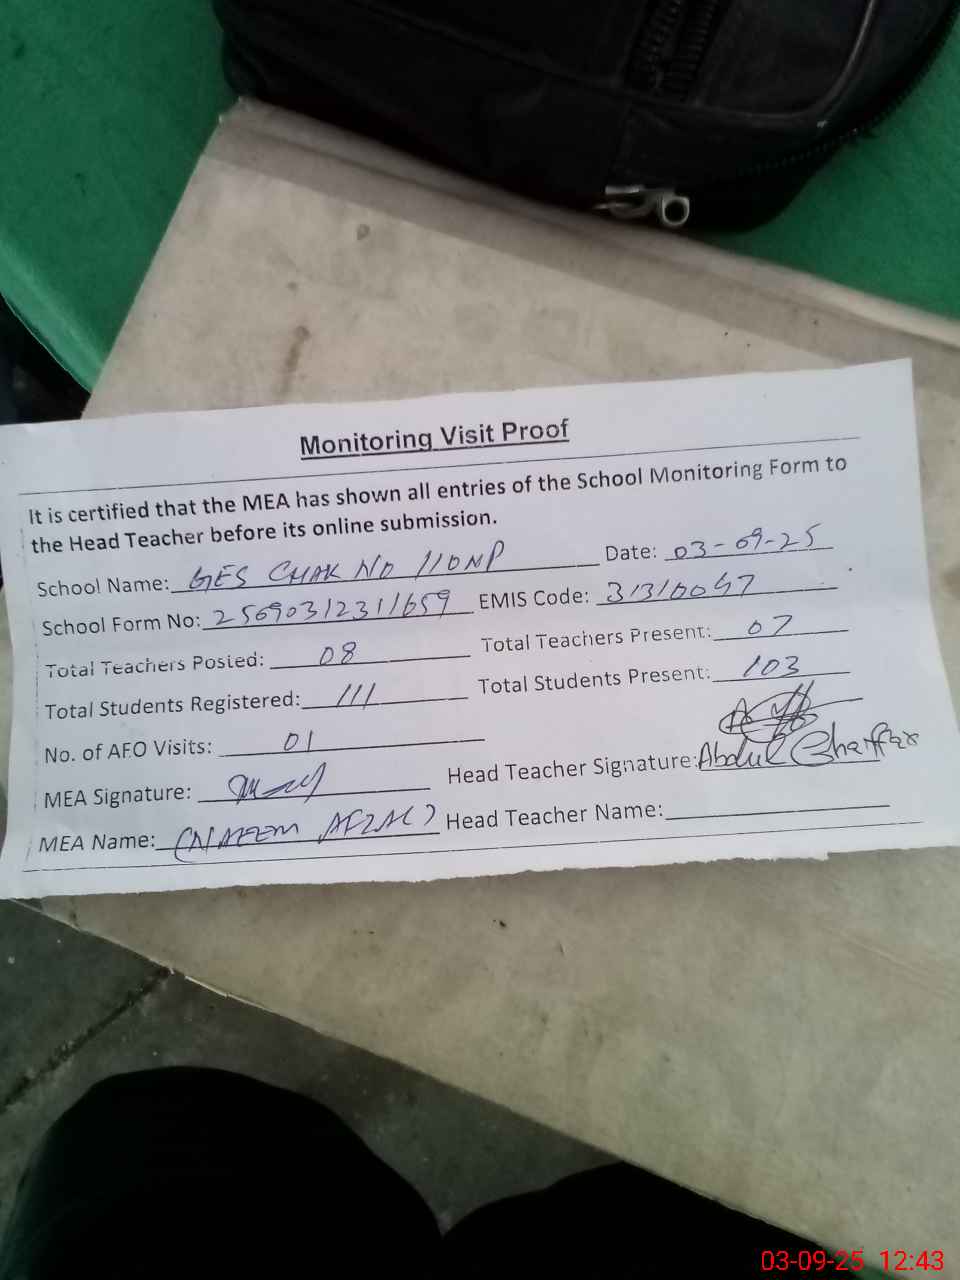 Monitoring Visit Proof
It is certified that the MEA has shown all entries of the School Monitoring Form to
the Head Teacher before its online submission.
School Name: GES CHAK NO 110NP Date: 03-09-25
School Form No: 25690312311659 EMIS Code: 31310047
Total Teachers Posted: 08 Total Teachers Present: 07
Total Students Registered: 111 Total Students Present: 103
No. of AFO Visits: 01
MEA Signature: Head Teacher Signature: Abdul Ghaffar
MEA Name: (NAEEM AFZAL) Head Teacher Name:
03-09-25 12:43